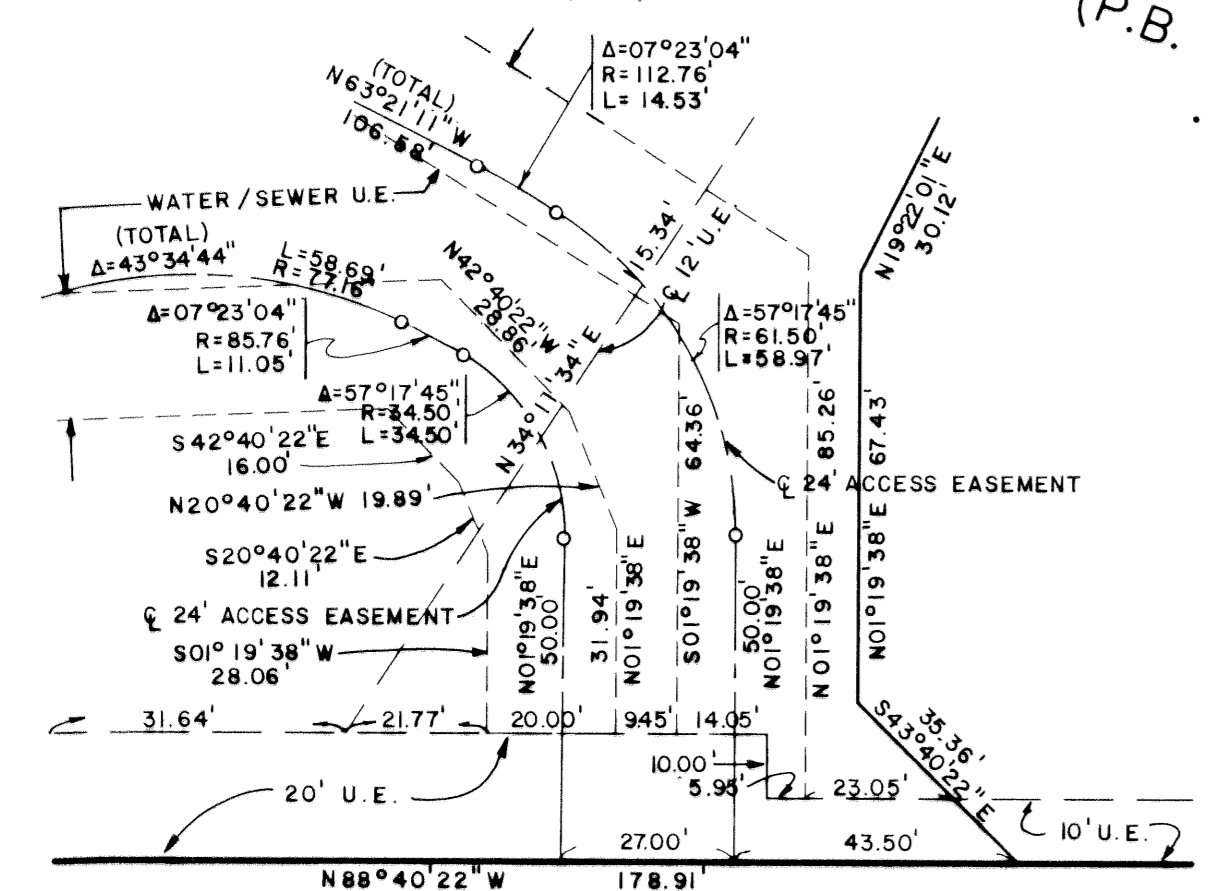 (P.B.
Δ=07°23'04"
R=112.76'
L=14.53'
(TOTAL)
N63°21'11"W
106.58'
WATER/SEWER U.E.
(TOTAL)
Δ=43°34'44"
L=58.69'
R=77.16'
N42°40'22"W
28.86'
15.34'
℄ 12' U.E
N19°22'01"E
30.12'
Δ=07°23'04"
R=85.76'
L=11.05'
Δ=57°17'45"
R=61.50'
L=58.97'
N34°11'34"E
Δ=57°17'45"
R=34.50'
L=34.50'
S42°40'22"E
16.00'
N20°40'22"W 19.89'
℄ 24' ACCESS EASEMENT
S20°40'22"E
12.11'
℄ 24' ACCESS EASEMENT
S01°19'38"W
28.06'
N01°19'38"E
50.00'
31.94'
N01°19'38"E
S01°19'38"W 64.36'
50.00'
N01°19'38"E
N01°19'38"E 85.26'
N01°19'38"E 67.43'
31.64'
21.77'
20.00'
9.45'
14.05'
35.36'
S43°40'22"E
10.00'
5.95'
23.05'
20' U.E.
10' U.E.
27.00'
43.50'
N88°40'22"W 178.91'